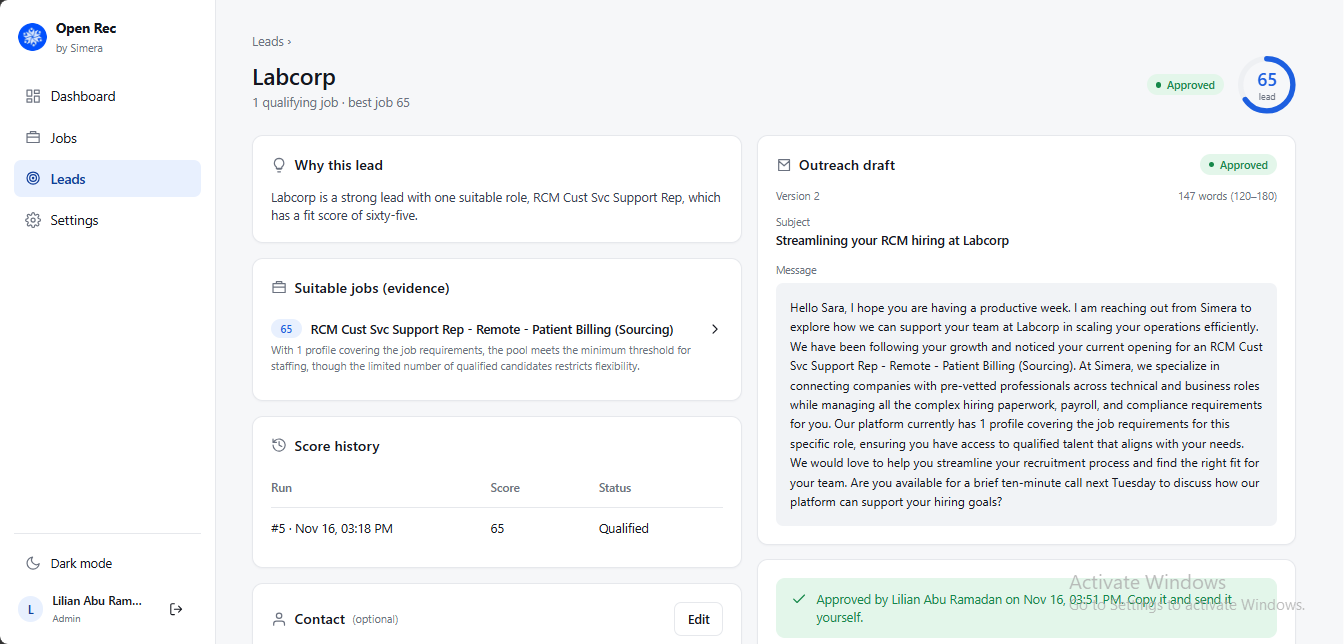 Open Rec
by Simera
Dashboard
Jobs
Leads
Settings
Dark mode
L
Lilian Abu Ram...
Admin
Leads ›
Labcorp
1 qualifying job · best job 65
Approved
65
lead
Why this lead
Labcorp is a strong lead with one suitable role, RCM Cust Svc Support Rep, which
has a fit score of sixty-five.
Suitable jobs (evidence)
65 RCM Cust Svc Support Rep - Remote - Patient Billing (Sourcing)
With 1 profile covering the job requirements, the pool meets the minimum threshold for
staffing, though the limited number of qualified candidates restricts flexibility.
Score history
Run Score Status
#5 · Nov 16, 03:18 PM 65 Qualified
Contact (optional) Edit
Outreach draft Approved
Version 2 147 words (120–180)
Subject
Streamlining your RCM hiring at Labcorp
Message
Hello Sara, I hope you are having a productive week. I am reaching out from Simera to
explore how we can support your team at Labcorp in scaling your operations efficiently.
We have been following your growth and noticed your current opening for an RCM Cust
Svc Support Rep - Remote - Patient Billing (Sourcing). At Simera, we specialize in
connecting companies with pre-vetted professionals across technical and business roles
while managing all the complex hiring paperwork, payroll, and compliance requirements
for you. Our platform currently has 1 profile covering the job requirements for this
specific role, ensuring you have access to qualified talent that aligns with your needs.
We would love to help you streamline your recruitment process and find the right fit for
your team. Are you available for a brief ten-minute call next Tuesday to discuss how our
platform can support your hiring goals?
Approved by Lilian Abu Ramadan on Nov 16, 03:51 PM. Copy it and send it
yourself.
Activate Windows
Go to Settings to activate Windows.